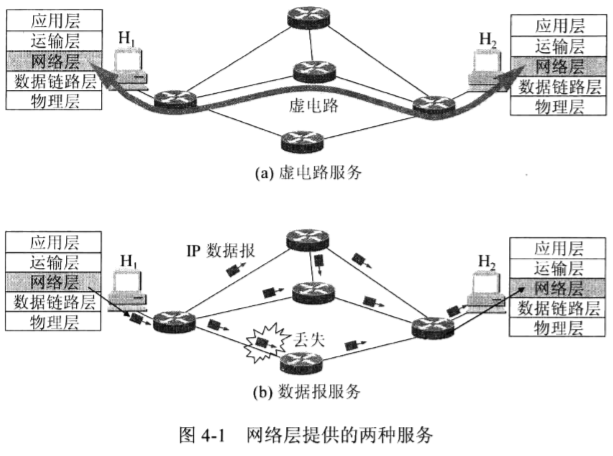 应用层
运输层
网络层
数据链路层
物理层
H1
虚电路
H2
应用层
运输层
网络层
数据链路层
物理层
(a) 虚电路服务
应用层
运输层
网络层
数据链路层
物理层
H1
IP 数据报
丢失
H2
应用层
运输层
网络层
数据链路层
物理层
(b) 数据报服务
图 4-1 网络层提供的两种服务